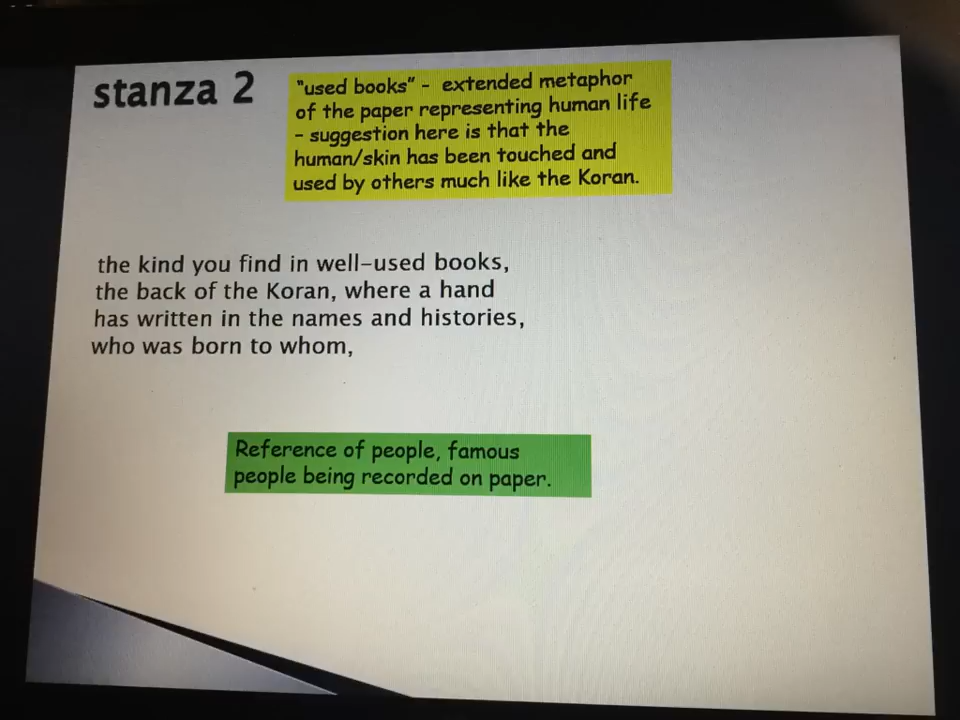 stanza 2
"used books" - extended metaphor
of the paper representing human life
- suggestion here is that the
human/skin has been touched and
used by others much like the Koran.
the kind you find in well-used books,
the back of the Koran, where a hand
has written in the names and histories,
who was born to whom,
Reference of people, famous
people being recorded on paper.